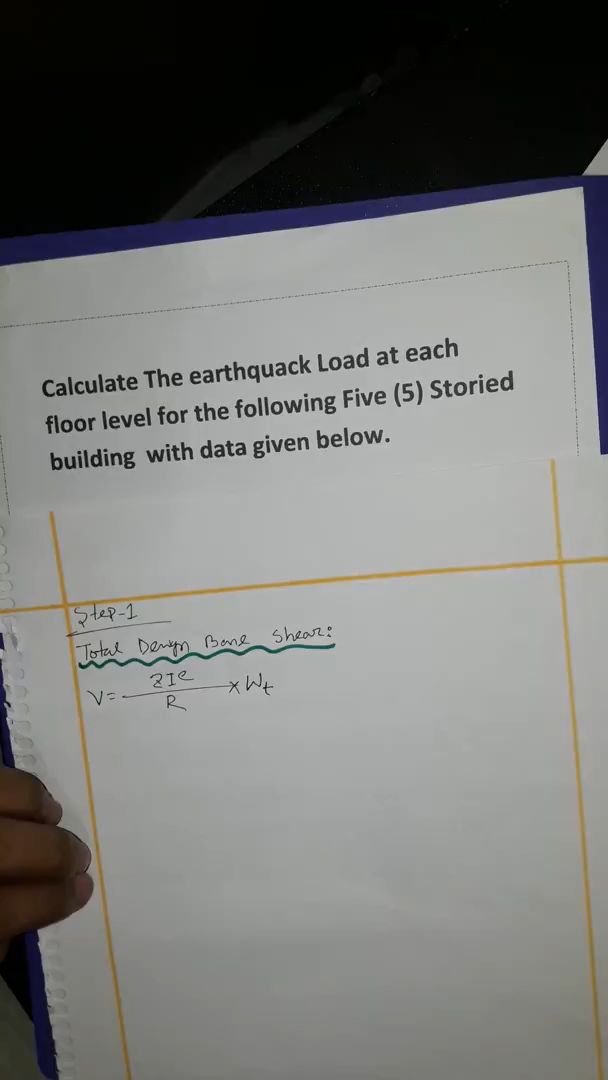 Calculate The earthquack Load at each
floor level for the following Five (5) Storied
building with data given below.
Step-1
Total Design Base Shear:
V = ZIC / R × Wt